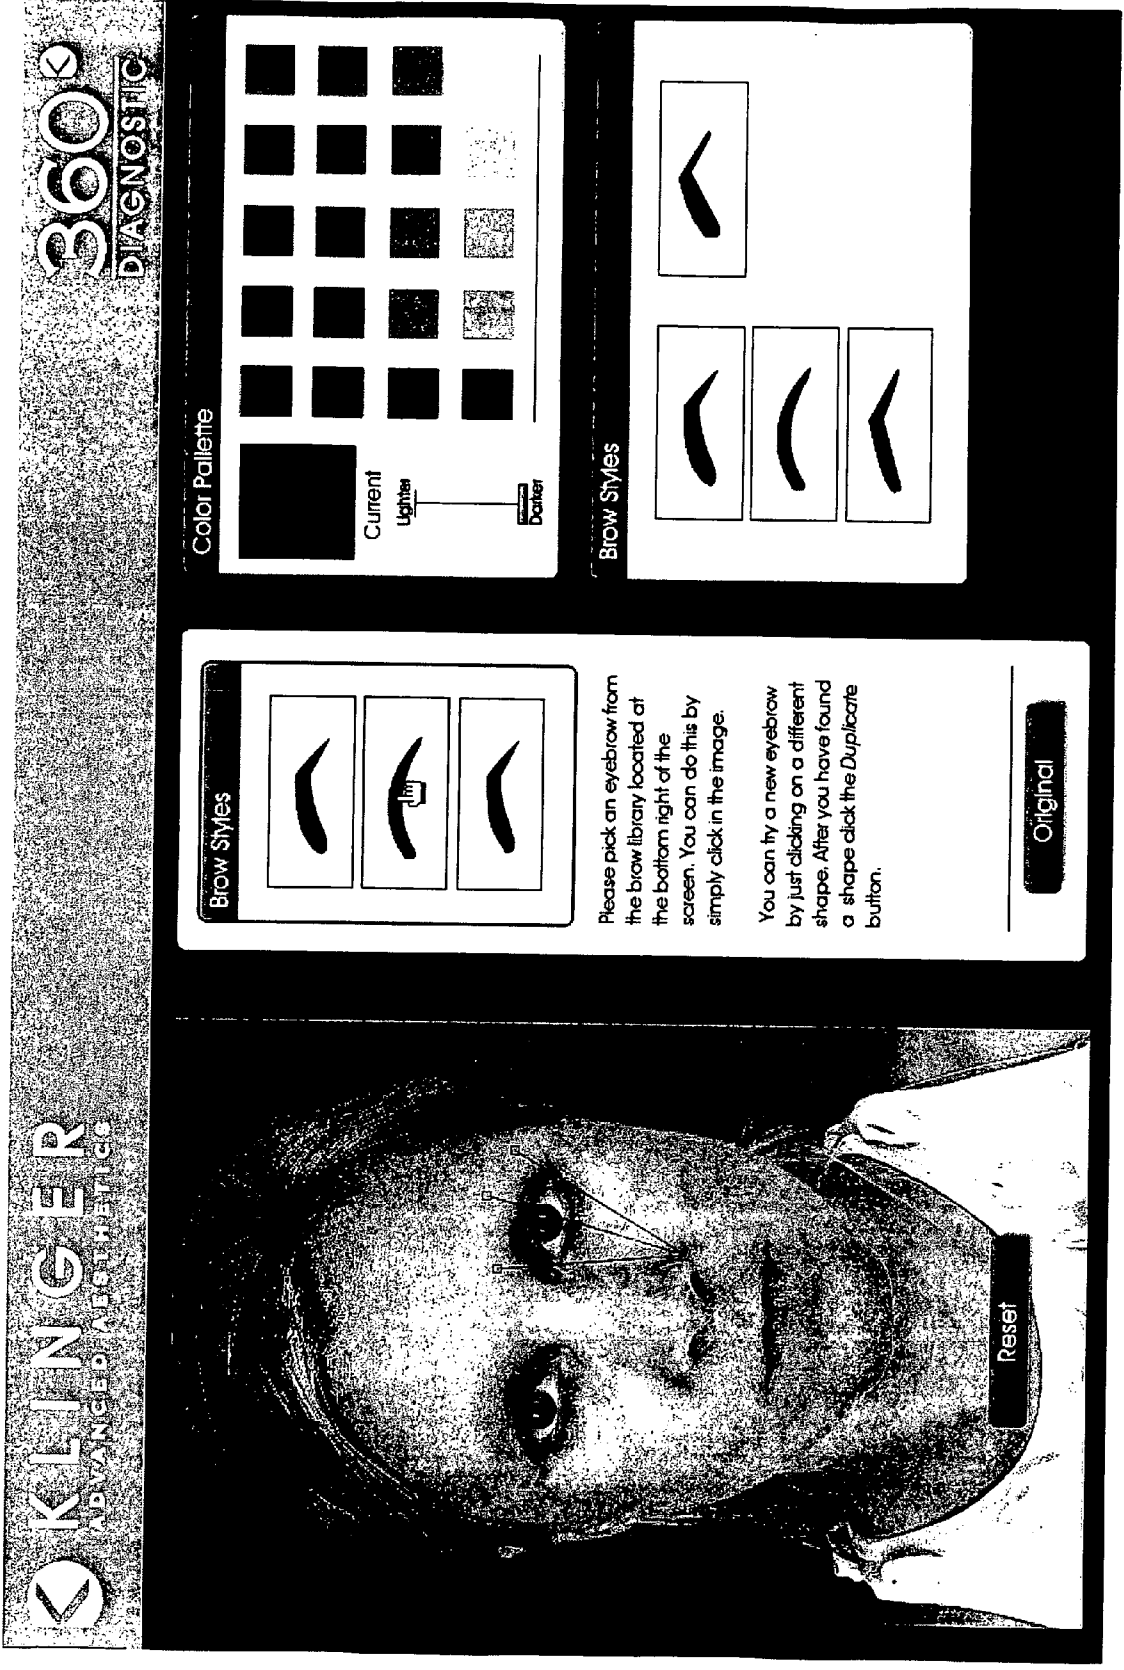 KLINGER
ADVANCED AESTHETICS
360
DIAGNOSTIC
Reset
Brow Styles
Please pick an eyebrow from
the brow library located at
the bottom right of the
screen. You can do this by
simply click in the image.
You can try a new eyebrow
by just clicking on a different
shape. After you have found
a shape click the Duplicate
button.
Original
Color Pallette
Current
Lighter
Darker
Brow Styles